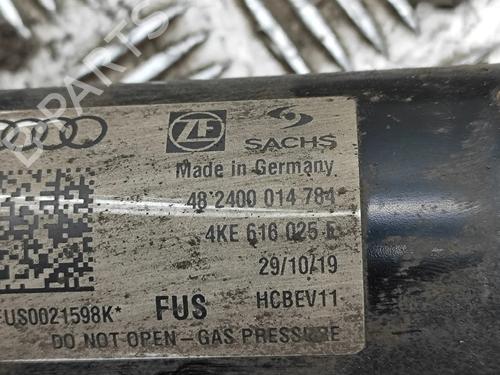 ZF SACHS
Made in Germany
48 2400 014 784
4KE 616 025 E
29/10/19
FUS0021598K* FUS HCBEV11
DO NOT OPEN-GAS PRESSURE